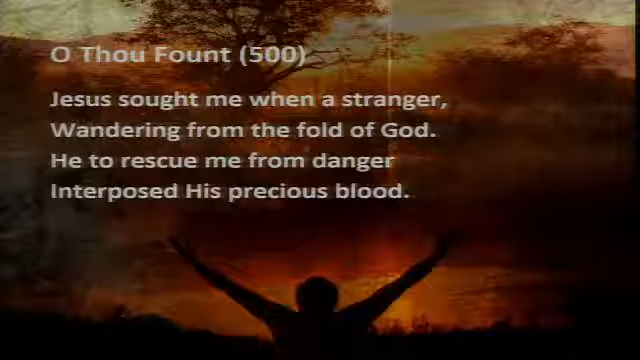 O Thou Fount (500)
Jesus sought me when a stranger,
Wandering from the fold of God.
He to rescue me from danger
Interposed His precious blood.